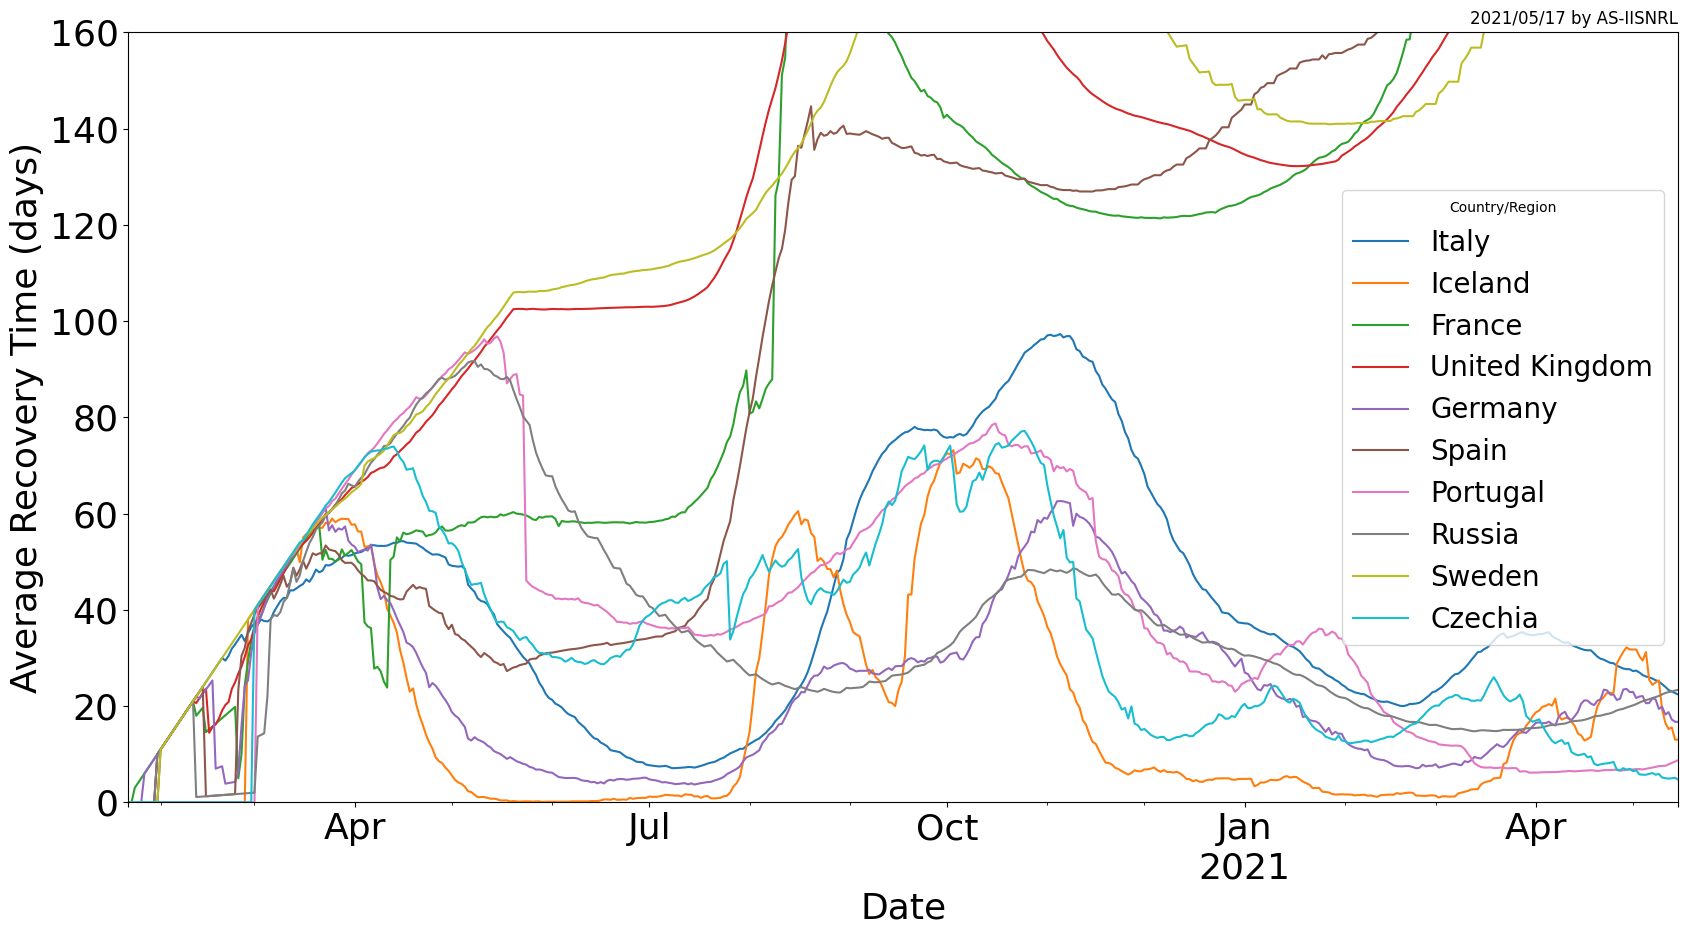 2021/05/17 by AS-IISNRL
160
140
120
100
80
60
40
20
0
Average Recovery Time (days)
Country/Region
Italy
Iceland
France
United Kingdom
Germany
Spain
Portugal
Russia
Sweden
Czechia
Apr
Jul
Oct
Jan
2021
Apr
Date